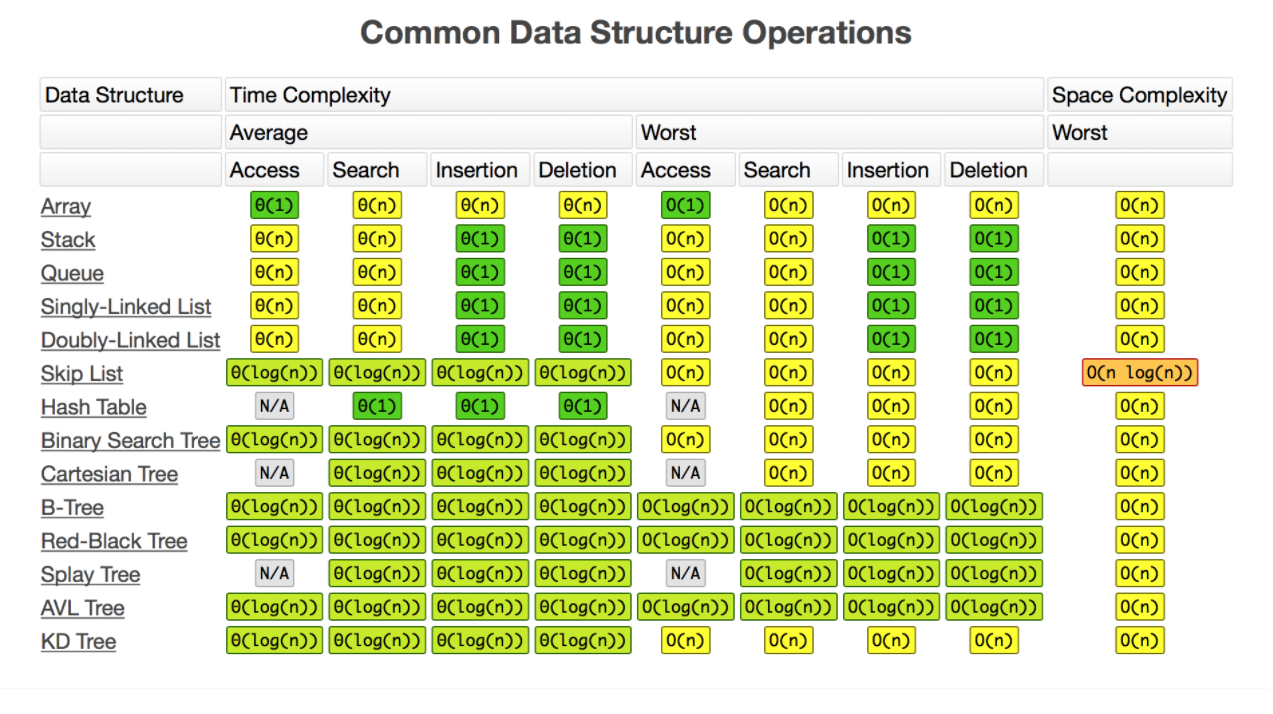 Common Data Structure Operations
Data Structure Time Complexity Space Complexity
Average Worst Worst
Access Search Insertion Deletion Access Search Insertion Deletion
Array θ(1) θ(n) θ(n) θ(n) O(1) O(n) O(n) O(n) O(n)
Stack θ(n) θ(n) θ(1) θ(1) O(n) O(n) O(1) O(1) O(n)
Queue θ(n) θ(n) θ(1) θ(1) O(n) O(n) O(1) O(1) O(n)
Singly-Linked List θ(n) θ(n) θ(1) θ(1) O(n) O(n) O(1) O(1) O(n)
Doubly-Linked List θ(n) θ(n) θ(1) θ(1) O(n) O(n) O(1) O(1) O(n)
Skip List θ(log(n)) θ(log(n)) θ(log(n)) θ(log(n)) O(n) O(n) O(n) O(n) O(n log(n))
Hash Table N/A θ(1) θ(1) θ(1) N/A O(n) O(n) O(n) O(n)
Binary Search Tree θ(log(n)) θ(log(n)) θ(log(n)) θ(log(n)) O(n) O(n) O(n) O(n) O(n)
Cartesian Tree N/A θ(log(n)) θ(log(n)) θ(log(n)) N/A O(n) O(n) O(n) O(n)
B-Tree θ(log(n)) θ(log(n)) θ(log(n)) θ(log(n)) O(log(n)) O(log(n)) O(log(n)) O(log(n)) O(n)
Red-Black Tree θ(log(n)) θ(log(n)) θ(log(n)) θ(log(n)) O(log(n)) O(log(n)) O(log(n)) O(log(n)) O(n)
Splay Tree N/A θ(log(n)) θ(log(n)) θ(log(n)) N/A O(log(n)) O(log(n)) O(log(n)) O(n)
AVL Tree θ(log(n)) θ(log(n)) θ(log(n)) θ(log(n)) O(log(n)) O(log(n)) O(log(n)) O(log(n)) O(n)
KD Tree θ(log(n)) θ(log(n)) θ(log(n)) θ(log(n)) O(n) O(n) O(n) O(n) O(n)